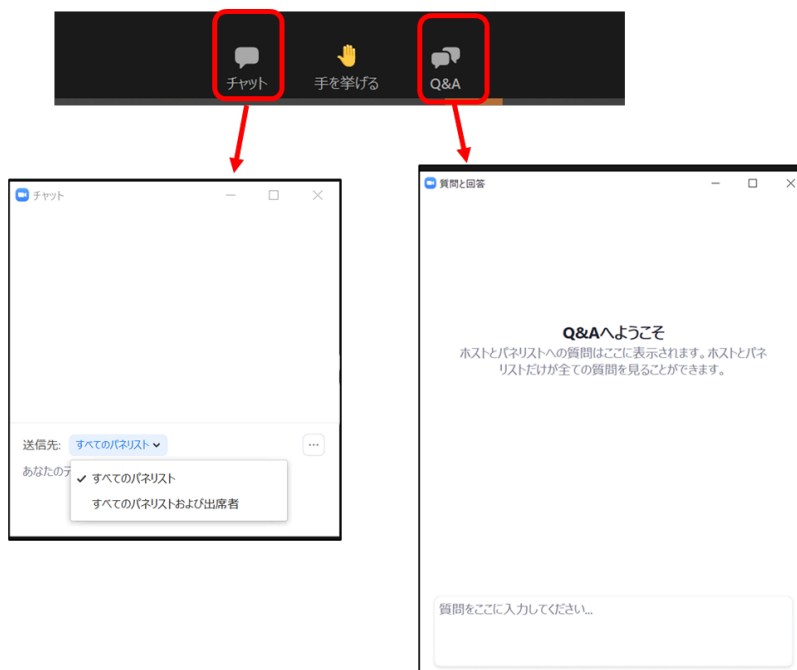 チャット
手を挙げる
Q&A
チャット
送信先: すべてのパネリスト
あなたのテ
すべてのパネリスト
すべてのパネリストおよび出席者
質問と回答
Q&Aへようこそ
ホストとパネリストへの質問はここに表示されます。ホストとパネ
リストだけが全ての質問を見ることができます。
質問をここに入力してください...